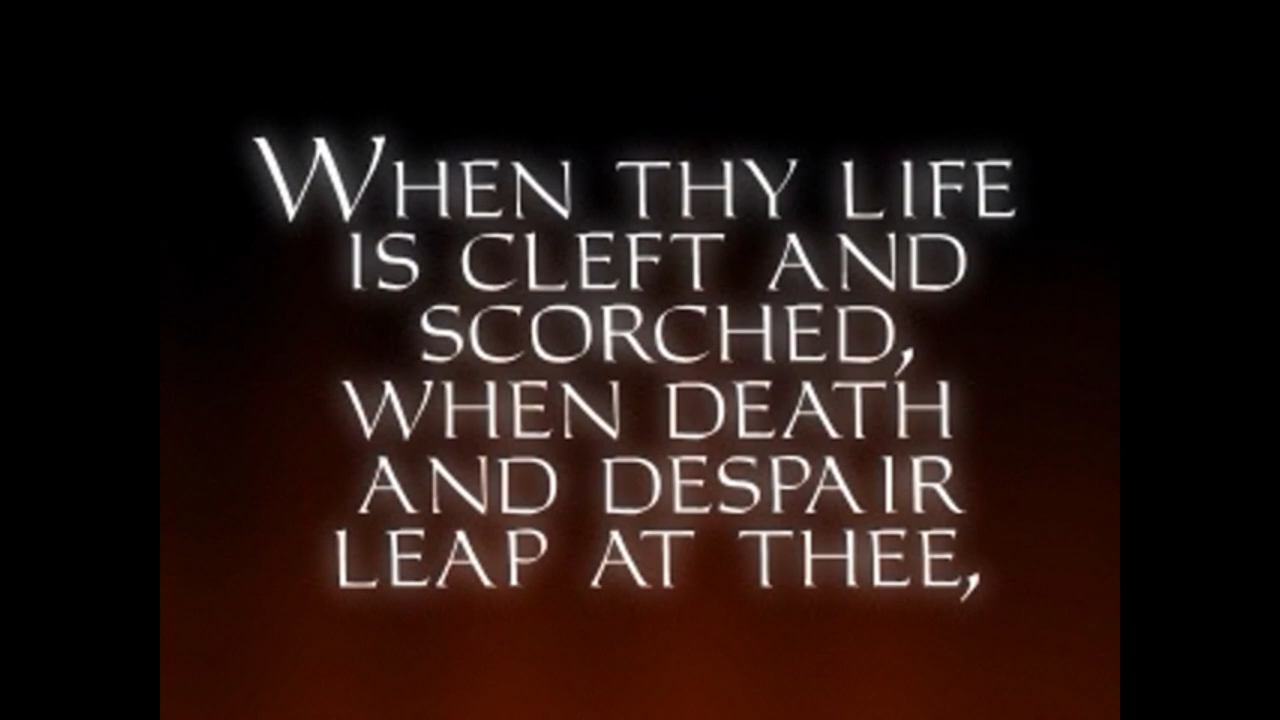 WHEN THY LIFE
IS CLEFT AND
SCORCHED,
WHEN DEATH
AND DESPAIR
LEAP AT THEE,